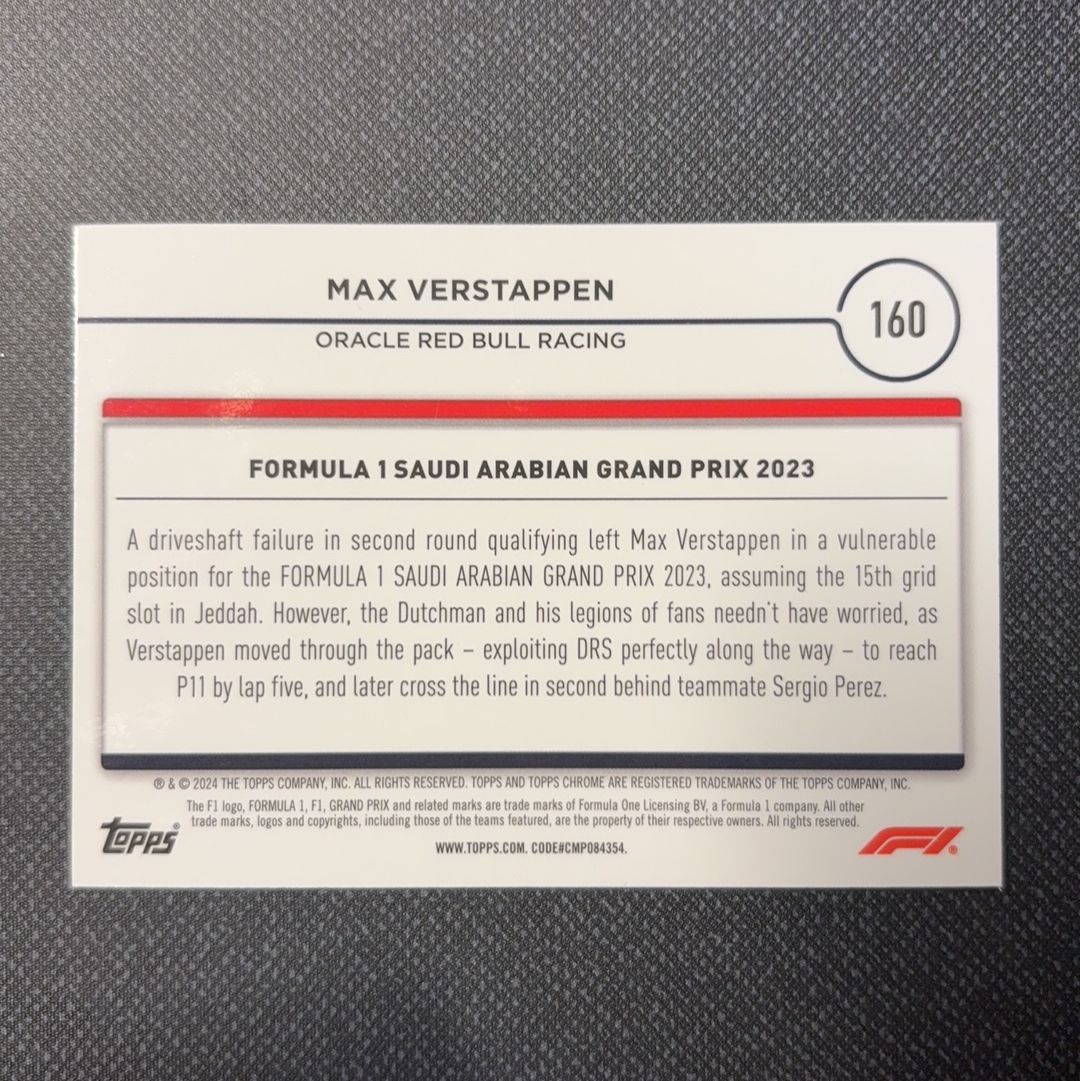 MAX VERSTAPPEN
160
ORACLE RED BULL RACING
FORMULA 1 SAUDI ARABIAN GRAND PRIX 2023
A driveshaft failure in second round qualifying left Max Verstappen in a vulnerable
position for the FORMULA 1 SAUDI ARABIAN GRAND PRIX 2023, assuming the 15th grid
slot in Jeddah. However, the Dutchman and his legions of fans needn't have worried, as
Verstappen moved through the pack – exploiting DRS perfectly along the way – to reach
P11 by lap five, and later cross the line in second behind teammate Sergio Perez.
® & © 2024 THE TOPPS COMPANY, INC. ALL RIGHTS RESERVED. TOPPS AND TOPPS CHROME ARE REGISTERED TRADEMARKS OF THE TOPPS COMPANY, INC.
The F1 logo, FORMULA 1, F1, GRAND PRIX and related marks are trade marks of Formula One Licensing BV, a Formula 1 company. All other
trade marks, logos and copyrights, including those of the teams featured, are the property of their respective owners. All rights reserved.
topps®
WWW.TOPPS.COM. CODE#CMP084354.
F1®